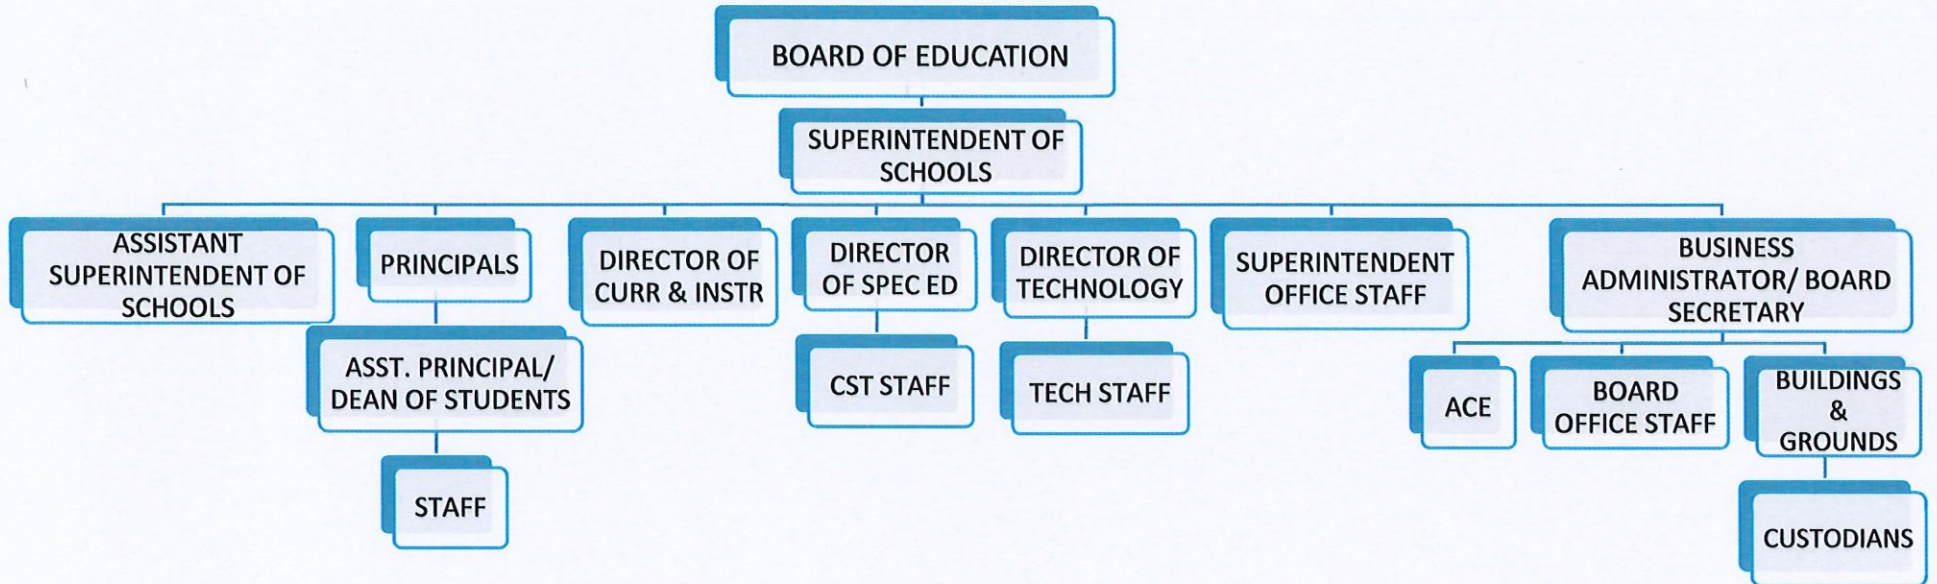 BOARD OF EDUCATION
SUPERINTENDENT OF
SCHOOLS
ASSISTANT
SUPERINTENDENT OF
SCHOOLS
PRINCIPALS
DIRECTOR OF
CURR & INSTR
DIRECTOR
OF SPEC ED
DIRECTOR OF
TECHNOLOGY
SUPERINTENDENT
OFFICE STAFF
BUSINESS
ADMINISTRATOR/ BOARD
SECRETARY
ASST. PRINCIPAL/
DEAN OF STUDENTS
CST STAFF
TECH STAFF
ACE
BOARD
OFFICE STAFF
BUILDINGS
&
GROUNDS
STAFF
CUSTODIANS